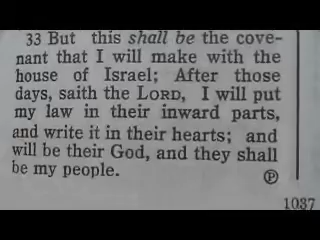 33 But this shall be the cove-
nant that I will make with the
house of Israel; After those
days, saith the LORD, I will put
my law in their inward parts,
and write it in their hearts; and
will be their God, and they shall
be my people.
Ⓟ
1037